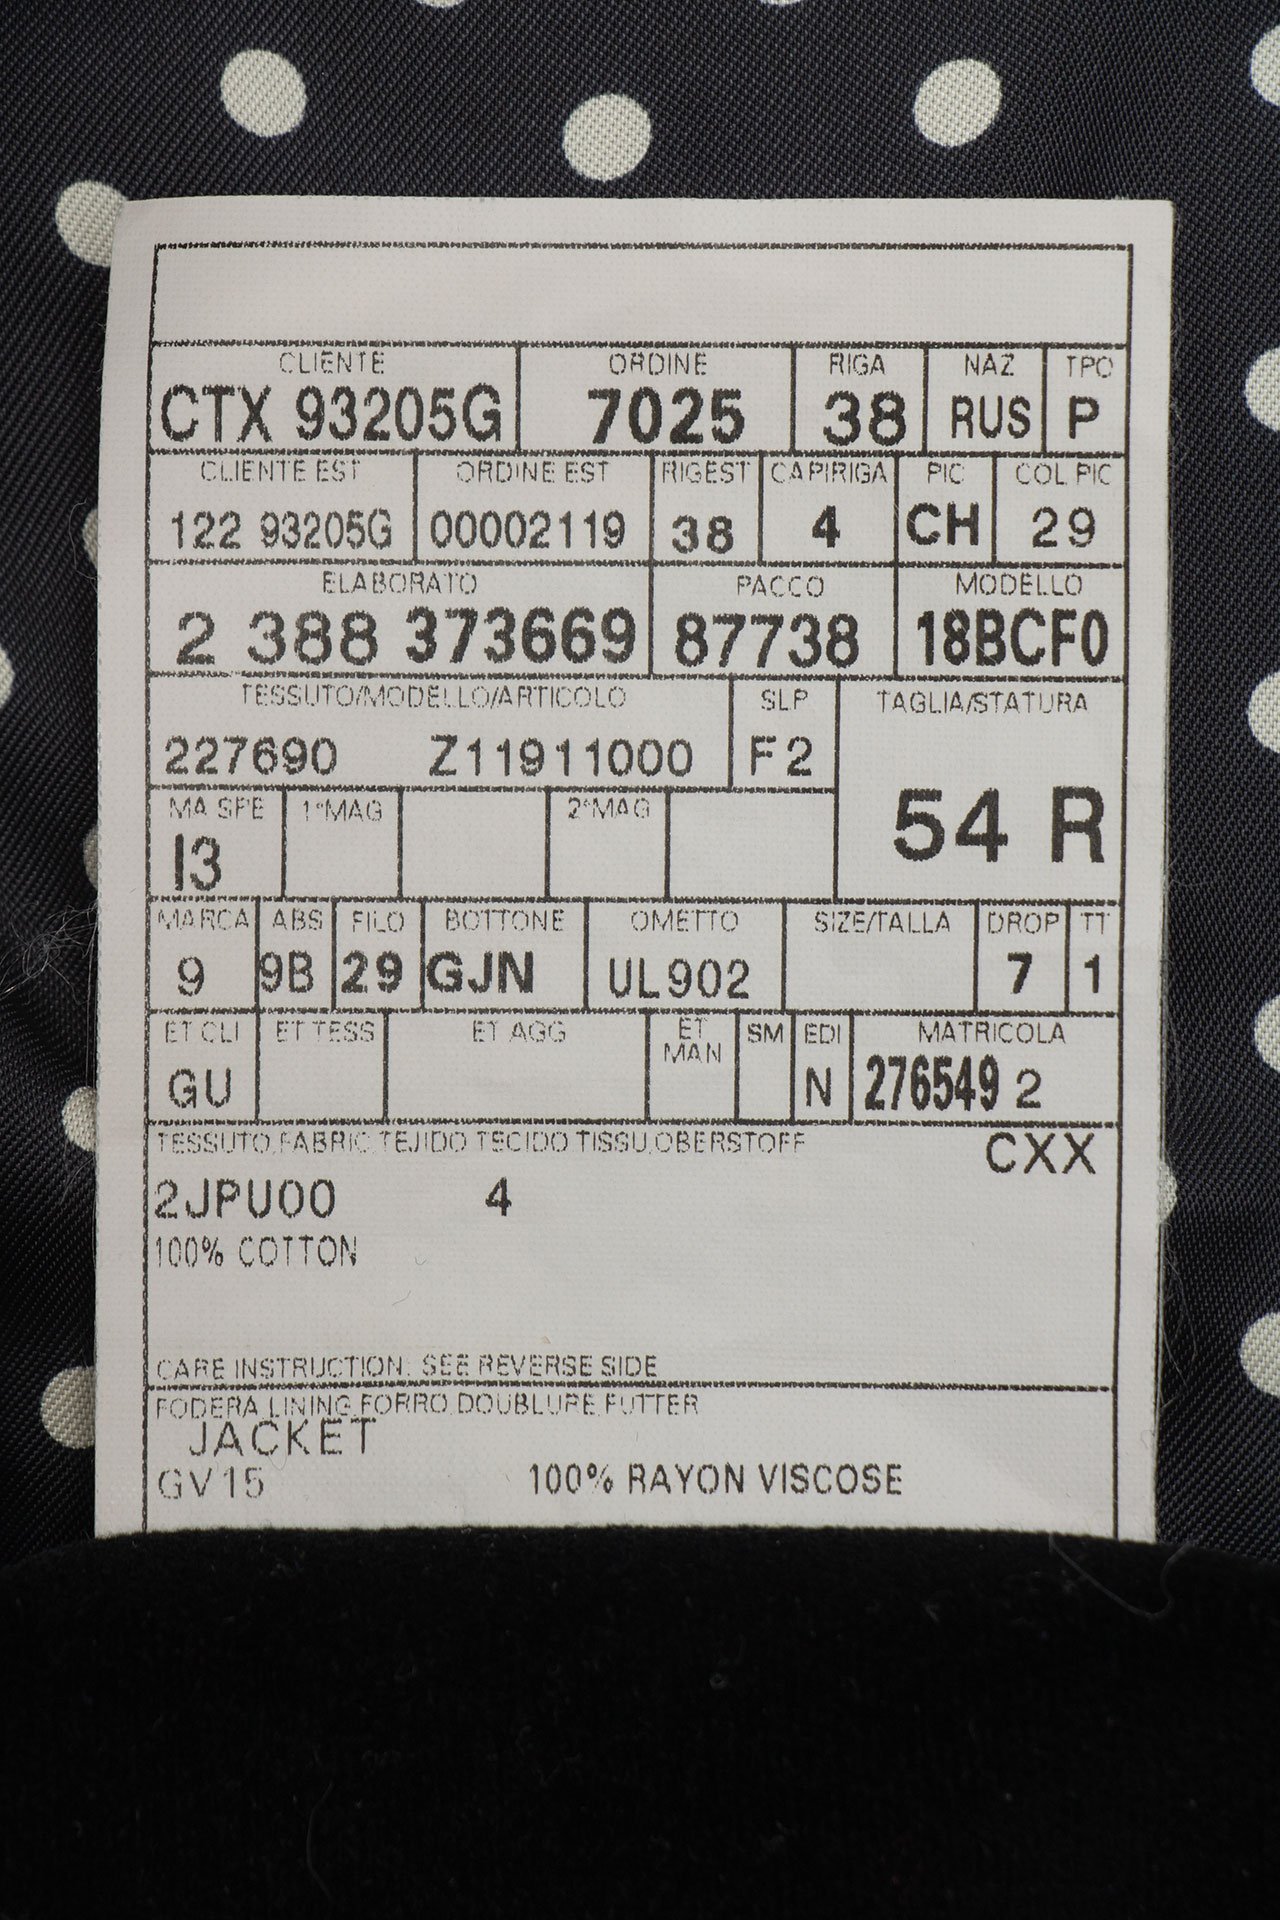 CLIENTE ORDINE RIGA NAZ TPO
CTX 93205G 7025 38 RUS P
CLIENTE EST ORDINE EST RIGEST CAPIRIGA PIC COL PIC
122 93205G 00002119 38 4 CH 29
ELABORATO PACCO MODELLO
2 388 373669 87738 18BCF0
TESSUTO/MODELLO/ARTICOLO SLP TAGLIA/STATURA
227690 Z11911000 F2
54 R
MA SPE 1°MAG 2°MAG
I3
MARCA ABS FILO BOTTONE OMETTO SIZE/TALLA DROP TT
9 9B 29 GJN UL902 7 1
ET CLI ET TESS ET AGG ET MAN SM EDI MATRICOLA
GU N 276549 2
TESSUTO,FABRIC,TEJIDO TECIDO,TISSU,OBERSTOFF CXX
2JPU00 4
100% COTTON
CARE INSTRUCTION: SEE REVERSE SIDE
FODERA,LINING,FORRO,DOUBLURE,FUTTER
JACKET
GV15 100% RAYON VISCOSE